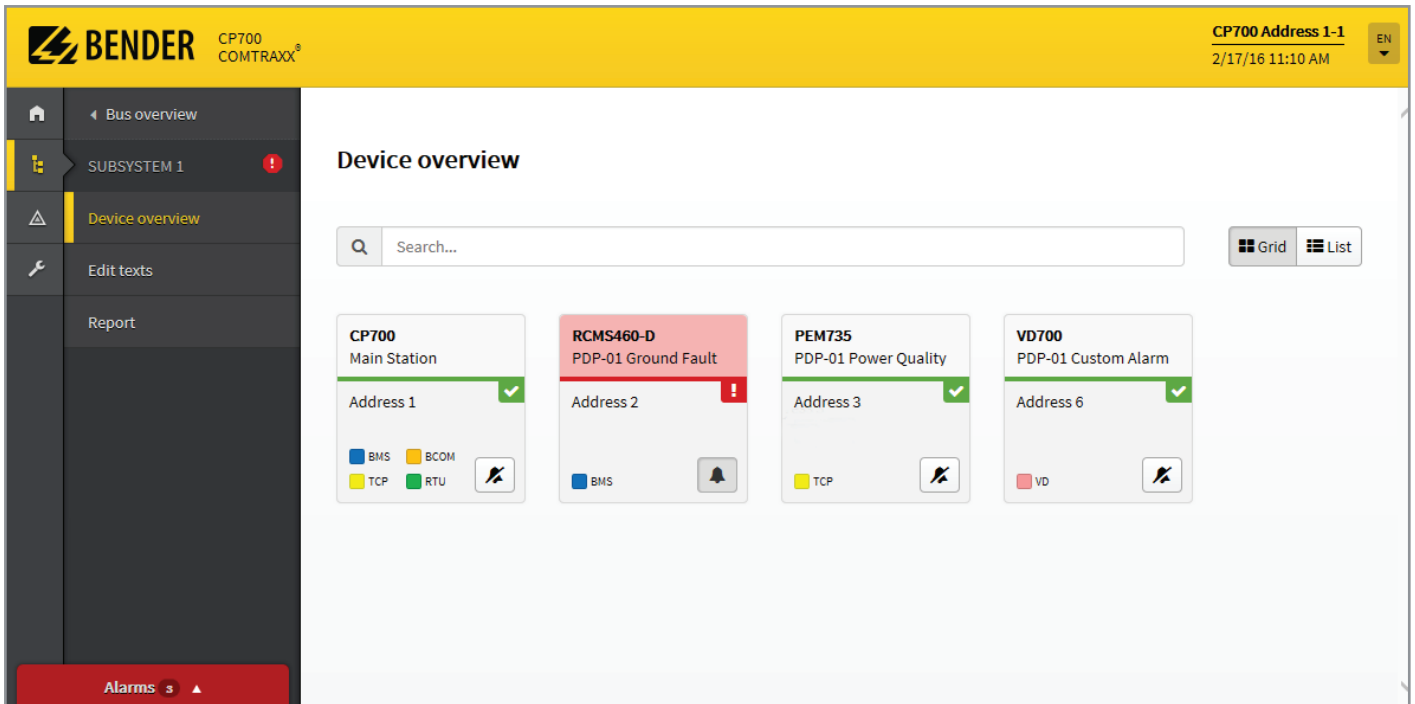 BENDER
CP700
COMTRAXX®
CP700 Address 1-1
2/17/16 11:10 AM
EN
Bus overview
SUBSYSTEM 1
Device overview
Edit texts
Report
Alarms 3
Device overview
Search...
Grid
List
CP700
Main Station
Address 1
BMS BCOM
TCP RTU
RCMS460-D
PDP-01 Ground Fault
Address 2
BMS
PEM735
PDP-01 Power Quality
Address 3
TCP
VD700
PDP-01 Custom Alarm
Address 6
VD